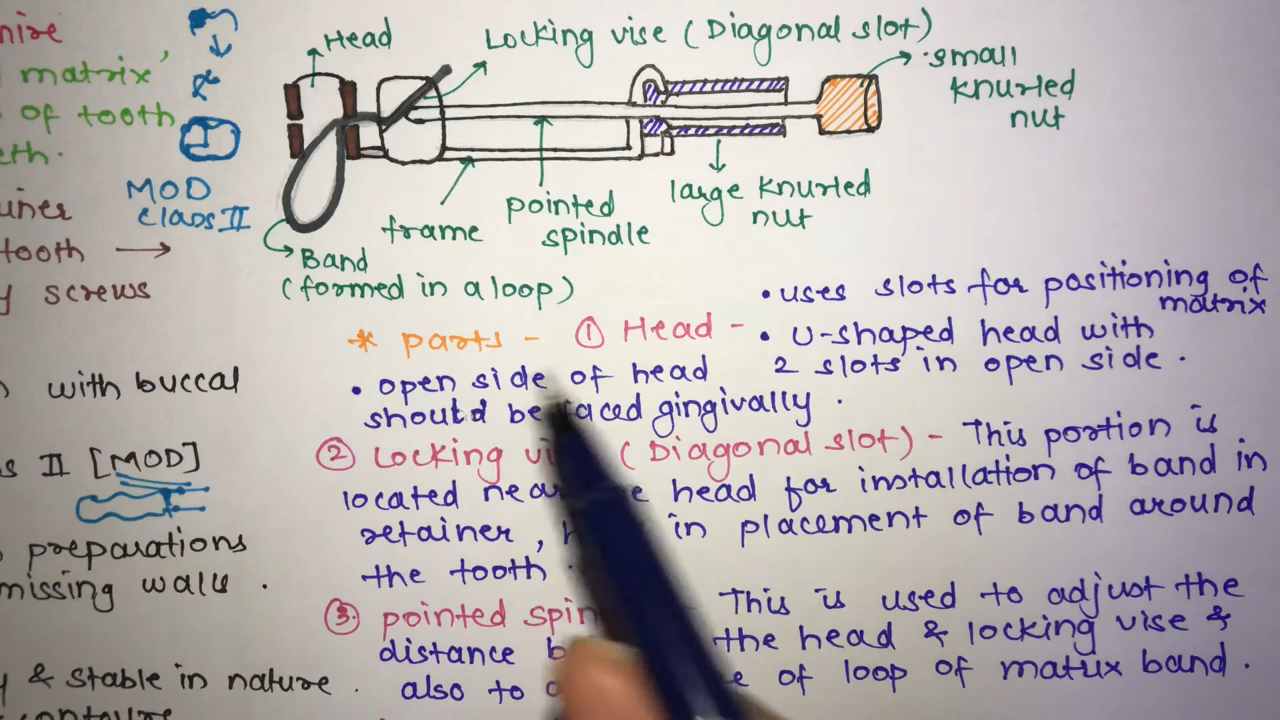 Head
Locking vise (Diagonal slot)
small
knurled
nut
matrix'
of tooth
MOD
class II
tooth →
screws
frame
pointed
spindle
large knurled
nut
Band
(formed in a loop)
* parts - ① Head -
• uses slots for positioning of
matrix
• U-shaped head with
2 slots in open side .
• open side of head
should be faced gingivally .
with buccal
② Locking (Diagonal slot) - This portion is
located head for installation of band in
retainer , in placement of band around
the tooth .
II [MOD]
preparations
missing walls .
③ pointed This is used to adjust the
distance the head & locking vise &
also to of loop of matrix band .
& stable in nature .
contour